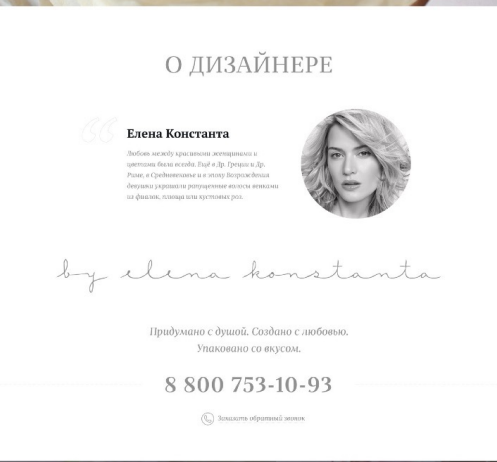 О ДИЗАЙНЕРЕ
Елена Константа
Любовь между красивыми женщинами и
цветами была всегда. Ещё в Др. Греции и Др.
Риме, в Средневековье и в эпоху Возрождения
девушки украшали распущенные волосы венками
из фиалок, плюща или кустовых роз.
by elena konstanta
Придумано с душой. Создано с любовью.
Упаковано со вкусом.
8 800 753-10-93
Заказать обратный звонок